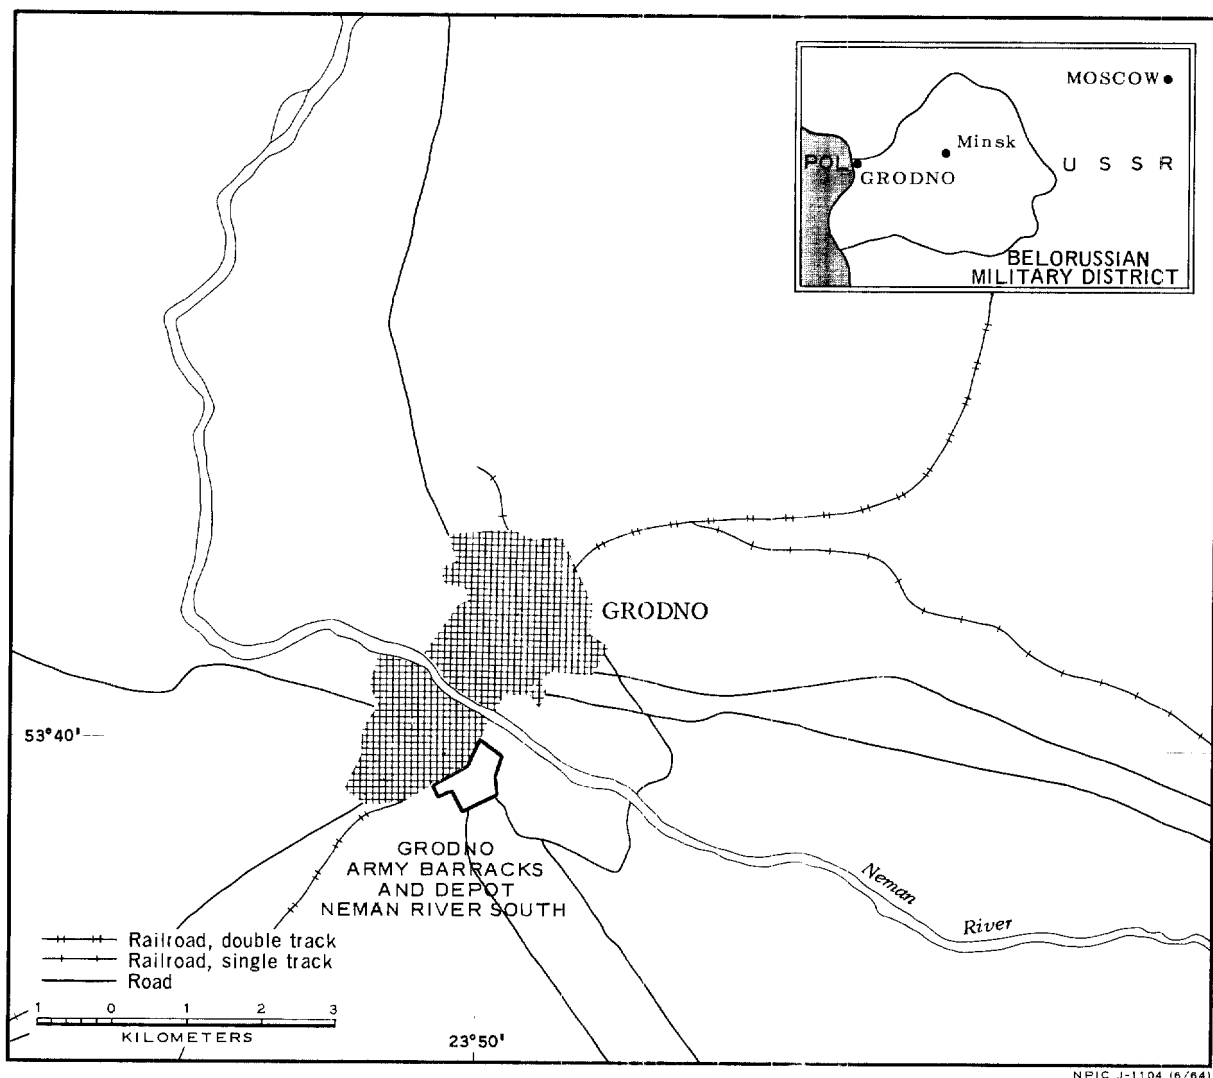 MOSCOW
Minsk
POL.
GRODNO
U S S R
BELORUSSIAN
MILITARY DISTRICT
GRODNO
53°40'
GRODNO
ARMY BARRACKS
AND DEPOT
NEMAN RIVER SOUTH
Neman
River
Railroad, double track
Railroad, single track
Road
1 0 1 2 3
KILOMETERS
23°50'
NPIC J-1104 (6/64)